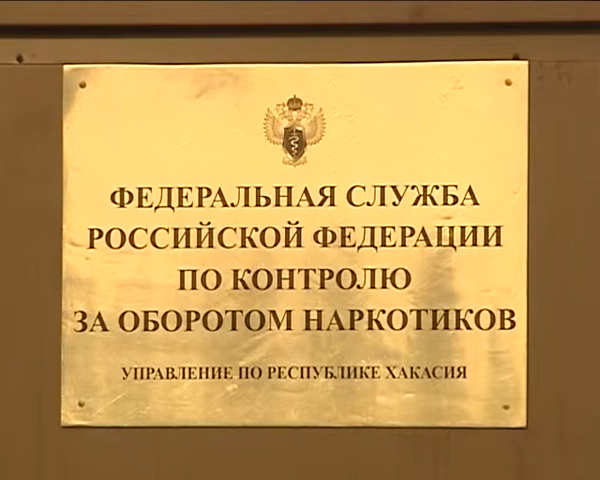 ФЕДЕРАЛЬНАЯ СЛУЖБА
РОССИЙСКОЙ ФЕДЕРАЦИИ
ПО КОНТРОЛЮ
ЗА ОБОРОТОМ НАРКОТИКОВ
УПРАВЛЕНИЕ ПО РЕСПУБЛИКЕ ХАКАСИЯ